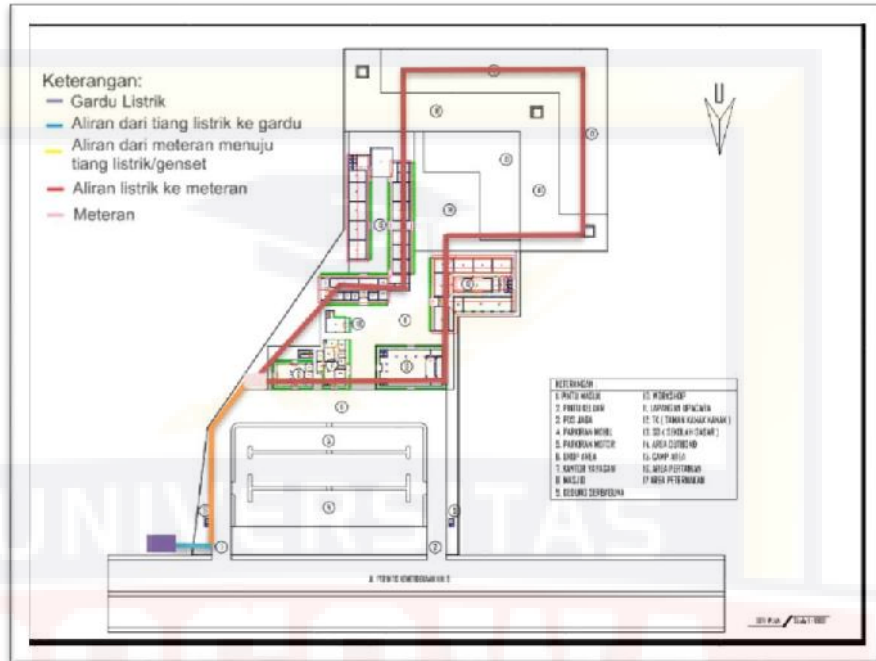 Keterangan:
Gardu Listrik
Aliran dari tiang listrik ke gardu
Aliran dari meteran menuju
tiang listrik/genset
Aliran listrik ke meteran
Meteran
U
KETERANGAN
1. PINTU MASUK
2. PINTU KELUAR
3. POS JAGA
4. PARKIRAN MOBIL
5. PARKIRAN MOTOR
6. DROP AREA
7. KANTOR YAYASAN
8. MASJID
9. GEDUNG SERBAGUNA
10. WORKSHOP
11. LAPANGAN UPACARA
12. TK ( TAMAN KANAK KANAK )
13. SD ( SEKOLAH DASAR )
14. AREA OUTBOND
15. CAMP AREA
16. AREA PERTANIAN
17. AREA PETERNAKAN
UNIVERSITAS